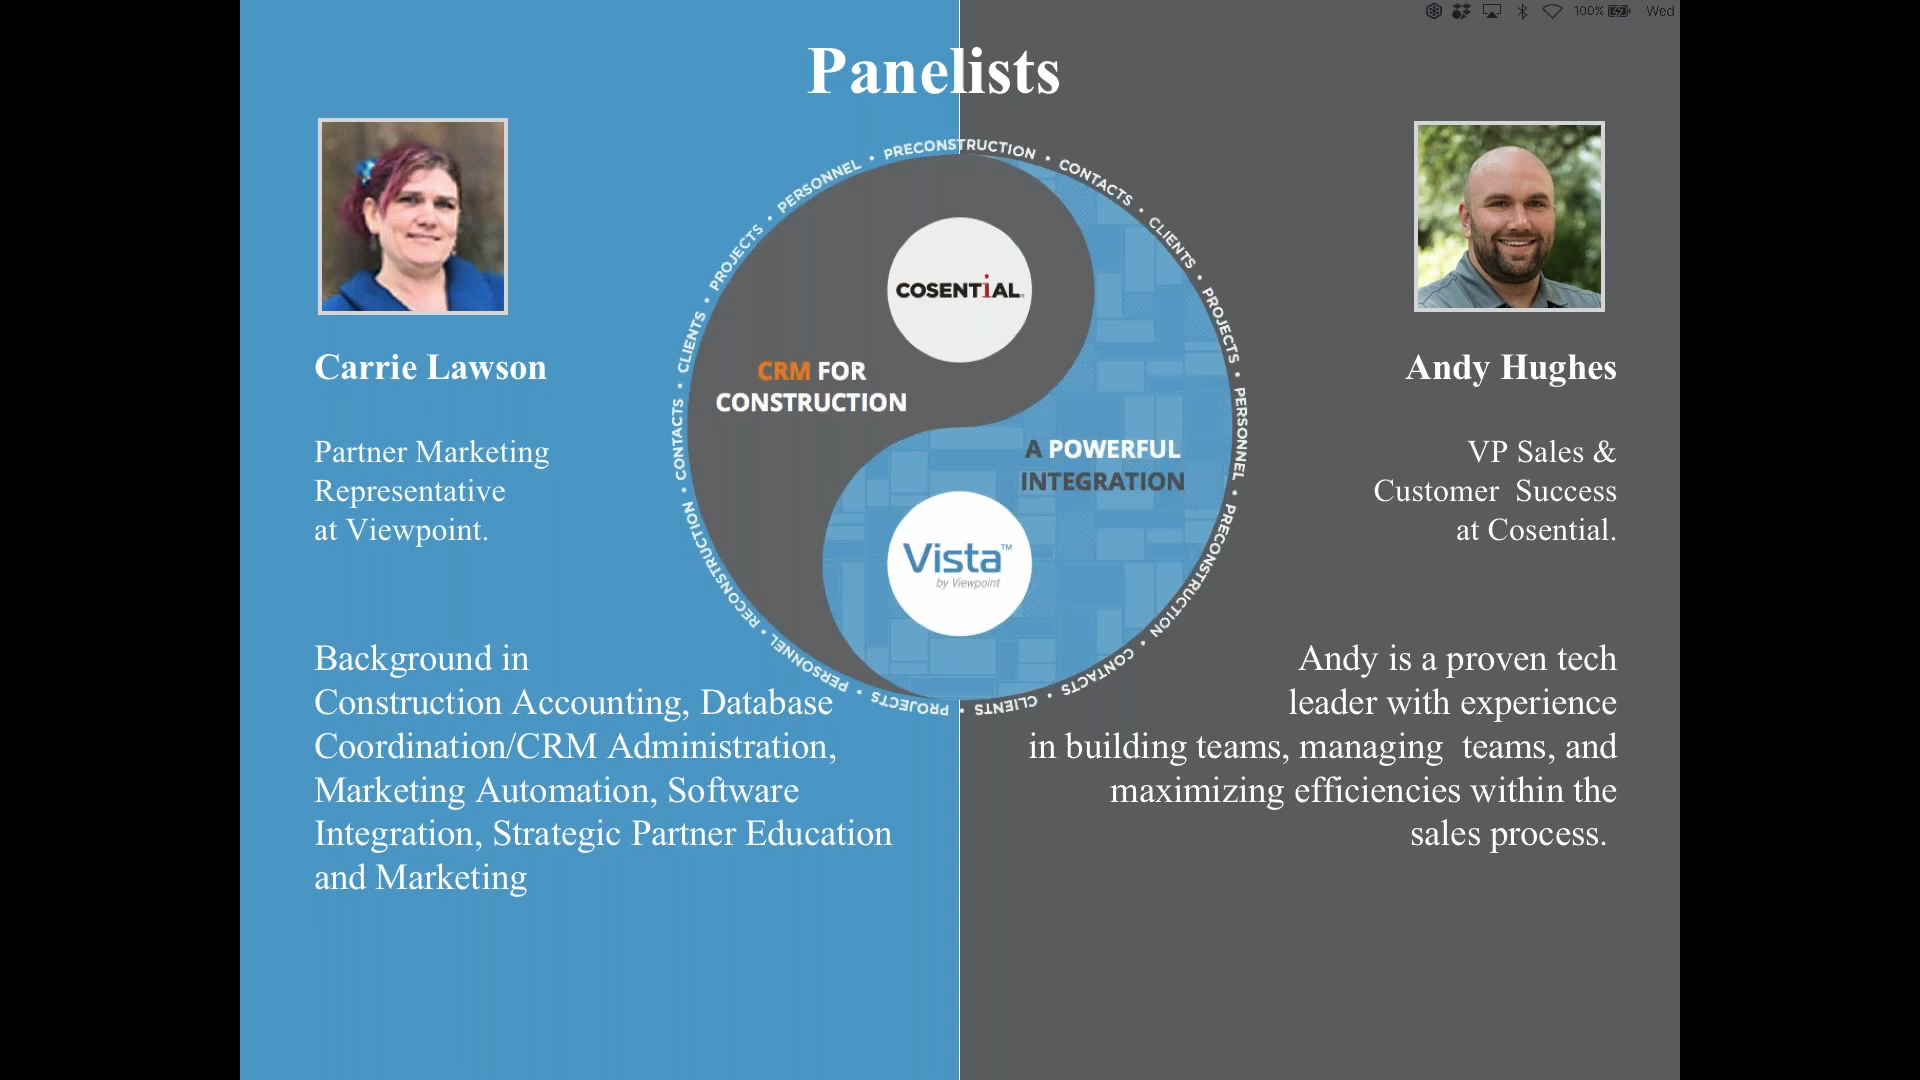 100% Wed
Panelists
PRECONSTRUCTION • CONTACTS • CLIENTS • PROJECTS • PERSONNEL • PRECONSTRUCTION • CONTACTS • CLIENTS • PROJECTS • PERSONNEL • RECONSTRUCTION • CONTACTS • CLIENTS • PROJECTS • PERSONNEL •
COSENTiAL
CRM FOR
CONSTRUCTION
A POWERFUL
INTEGRATION
Vista™
by Viewpoint
Carrie Lawson
Partner Marketing
Representative
at Viewpoint.
Background in
Construction Accounting, Database
Coordination/CRM Administration,
Marketing Automation, Software
Integration, Strategic Partner Education
and Marketing
Andy Hughes
VP Sales &
Customer  Success
at Cosential.
Andy is a proven tech
leader with experience
in building teams, managing  teams, and
maximizing efficiencies within the
sales process.